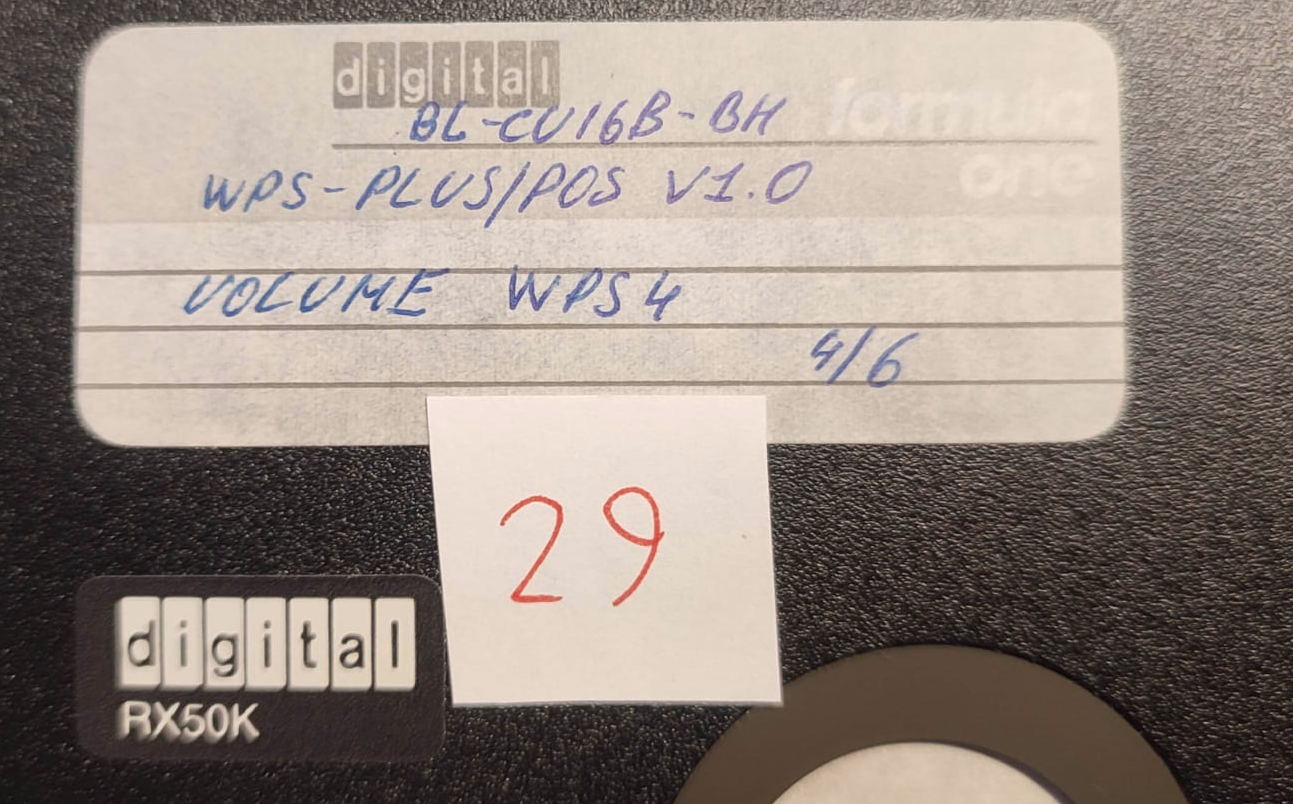 digital
formula
one
BL-CU16B-BH
WPS-PLUS/POS V1.0
VOLUME WPS4
4/6
29
digital
RX50K